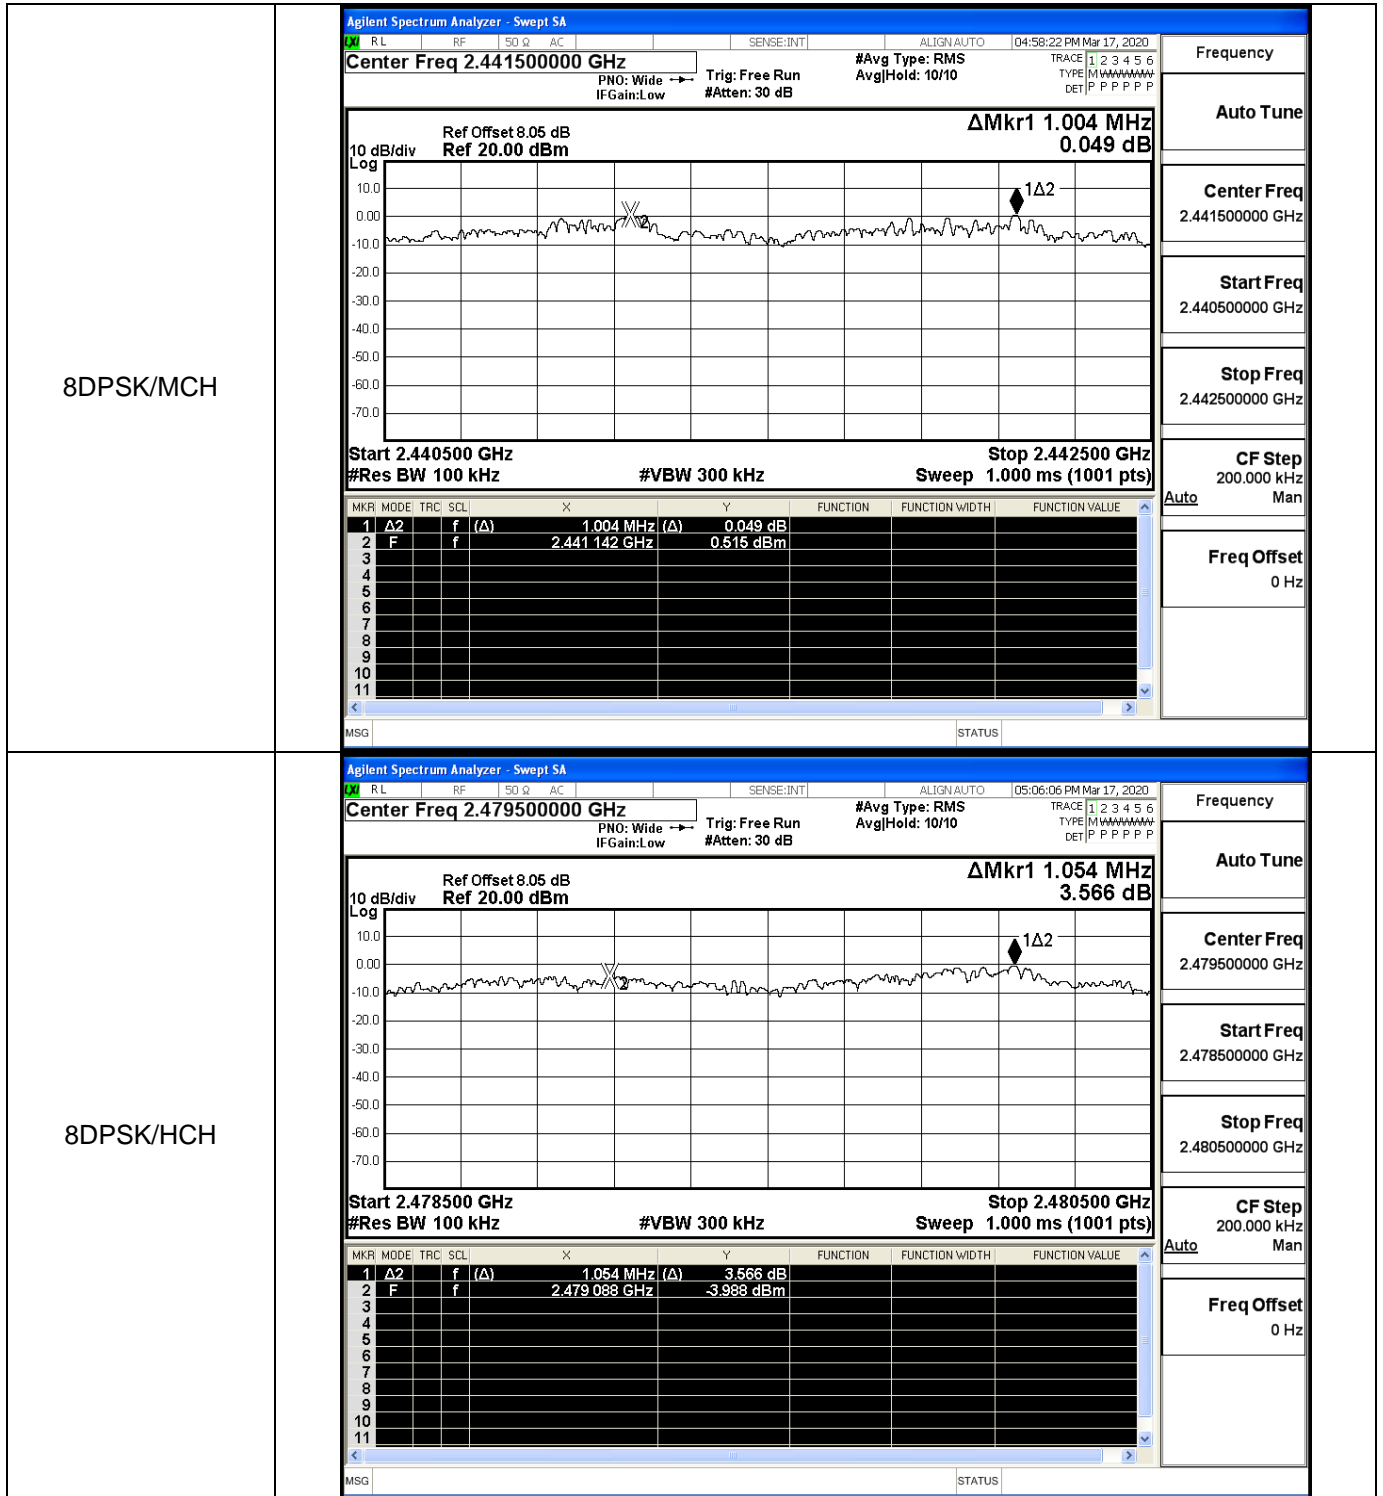 8DPSK/MCH
Agilent Spectrum Analyzer - Swept SA
LXI RL RF 50 Ω AC SENSE:INT ALIGN AUTO 04:58:22 PM Mar 17, 2020
Center Freq 2.441500000 GHz
PNO: Wide
IFGain:Low
Trig: Free Run
#Atten: 30 dB
#Avg Type: RMS
Avg|Hold: 10/10
TRACE 1 2 3 4 5 6
TYPE M W W W W W
DET P P P P P P
Frequency
Auto Tune
Center Freq
2.441500000 GHz
Start Freq
2.440500000 GHz
Stop Freq
2.442500000 GHz
CF Step
200.000 kHz
Auto Man
Freq Offset
0 Hz
ΔMkr1 1.004 MHz
0.049 dB
Ref Offset 8.05 dB
10 dB/div Ref 20.00 dBm
Log
10.0
0.00
-10.0
-20.0
-30.0
-40.0
-50.0
-60.0
-70.0
1Δ2
2
Start 2.440500 GHz Stop 2.442500 GHz
#Res BW 100 kHz #VBW 300 kHz Sweep 1.000 ms (1001 pts)
MKR MODE TRC SCL X Y FUNCTION FUNCTION WIDTH FUNCTION VALUE
1 Δ2 f (Δ) 1.004 MHz (Δ) 0.049 dB
2 F f 2.441 142 GHz 0.515 dBm
3
4
5
6
7
8
9
10
11
MSG STATUS
8DPSK/HCH
Agilent Spectrum Analyzer - Swept SA
LXI RL RF 50 Ω AC SENSE:INT ALIGN AUTO 05:06:06 PM Mar 17, 2020
Center Freq 2.479500000 GHz
PNO: Wide
IFGain:Low
Trig: Free Run
#Atten: 30 dB
#Avg Type: RMS
Avg|Hold: 10/10
TRACE 1 2 3 4 5 6
TYPE M W W W W W
DET P P P P P P
Frequency
Auto Tune
Center Freq
2.479500000 GHz
Start Freq
2.478500000 GHz
Stop Freq
2.480500000 GHz
CF Step
200.000 kHz
Auto Man
Freq Offset
0 Hz
ΔMkr1 1.054 MHz
3.566 dB
Ref Offset 8.05 dB
10 dB/div Ref 20.00 dBm
Log
10.0
0.00
-10.0
-20.0
-30.0
-40.0
-50.0
-60.0
-70.0
1Δ2
2
Start 2.478500 GHz Stop 2.480500 GHz
#Res BW 100 kHz #VBW 300 kHz Sweep 1.000 ms (1001 pts)
MKR MODE TRC SCL X Y FUNCTION FUNCTION WIDTH FUNCTION VALUE
1 Δ2 f (Δ) 1.054 MHz (Δ) 3.566 dB
2 F f 2.479 088 GHz -3.988 dBm
3
4
5
6
7
8
9
10
11
MSG STATUS